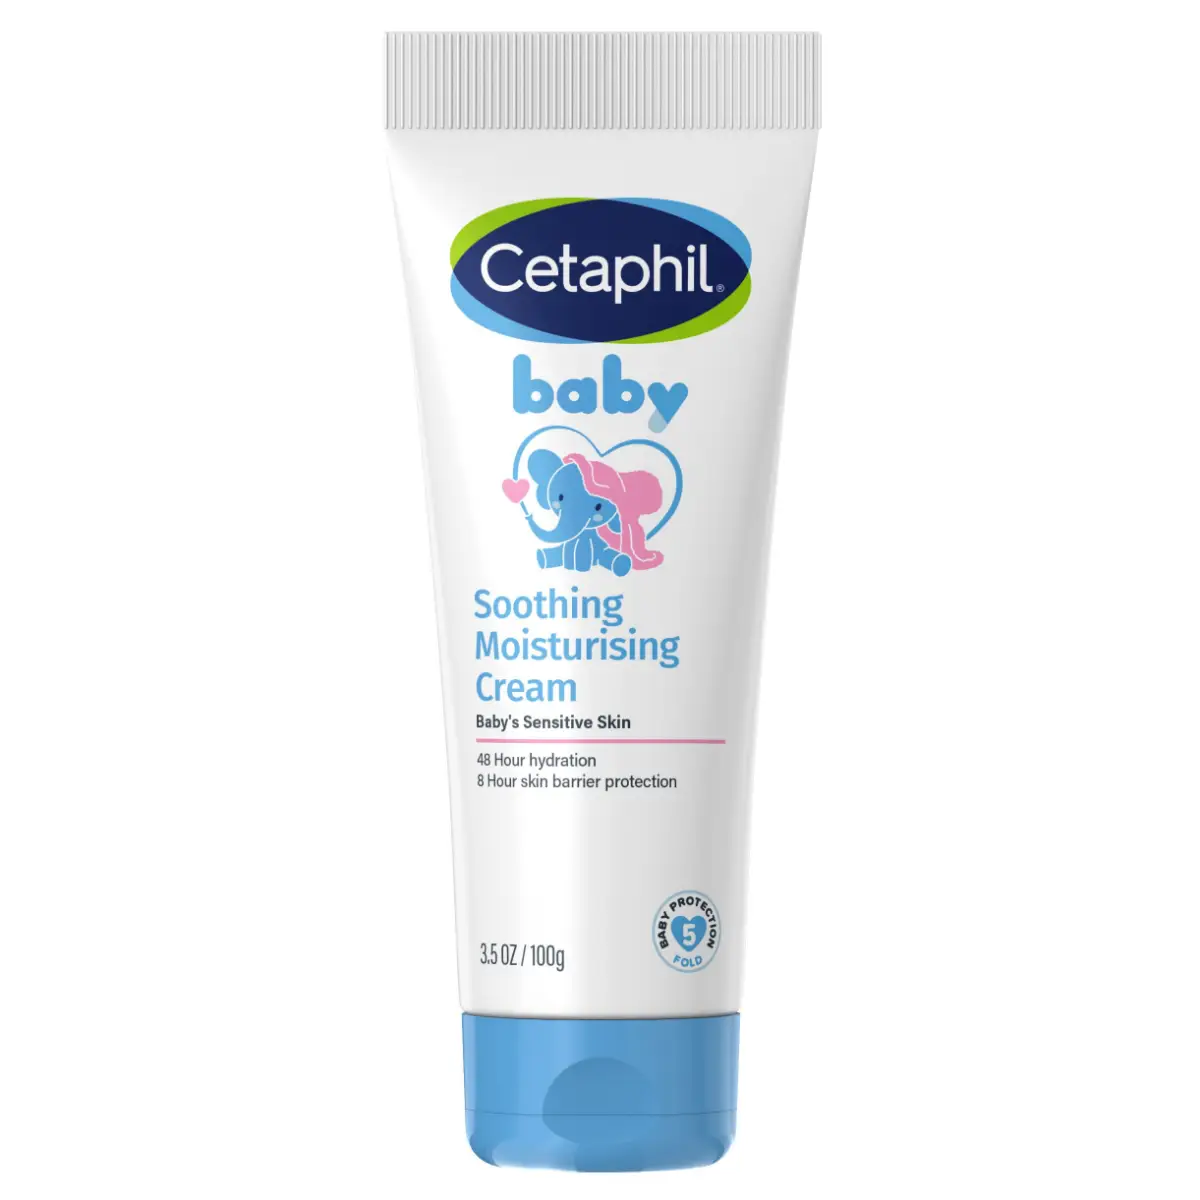 Cetaphil®
baby
Soothing
Moisturising
Cream
Baby's Sensitive Skin
48 Hour hydration
8 Hour skin barrier protection
BABY PROTECTION
5
FOLD
3.5 OZ / 100g